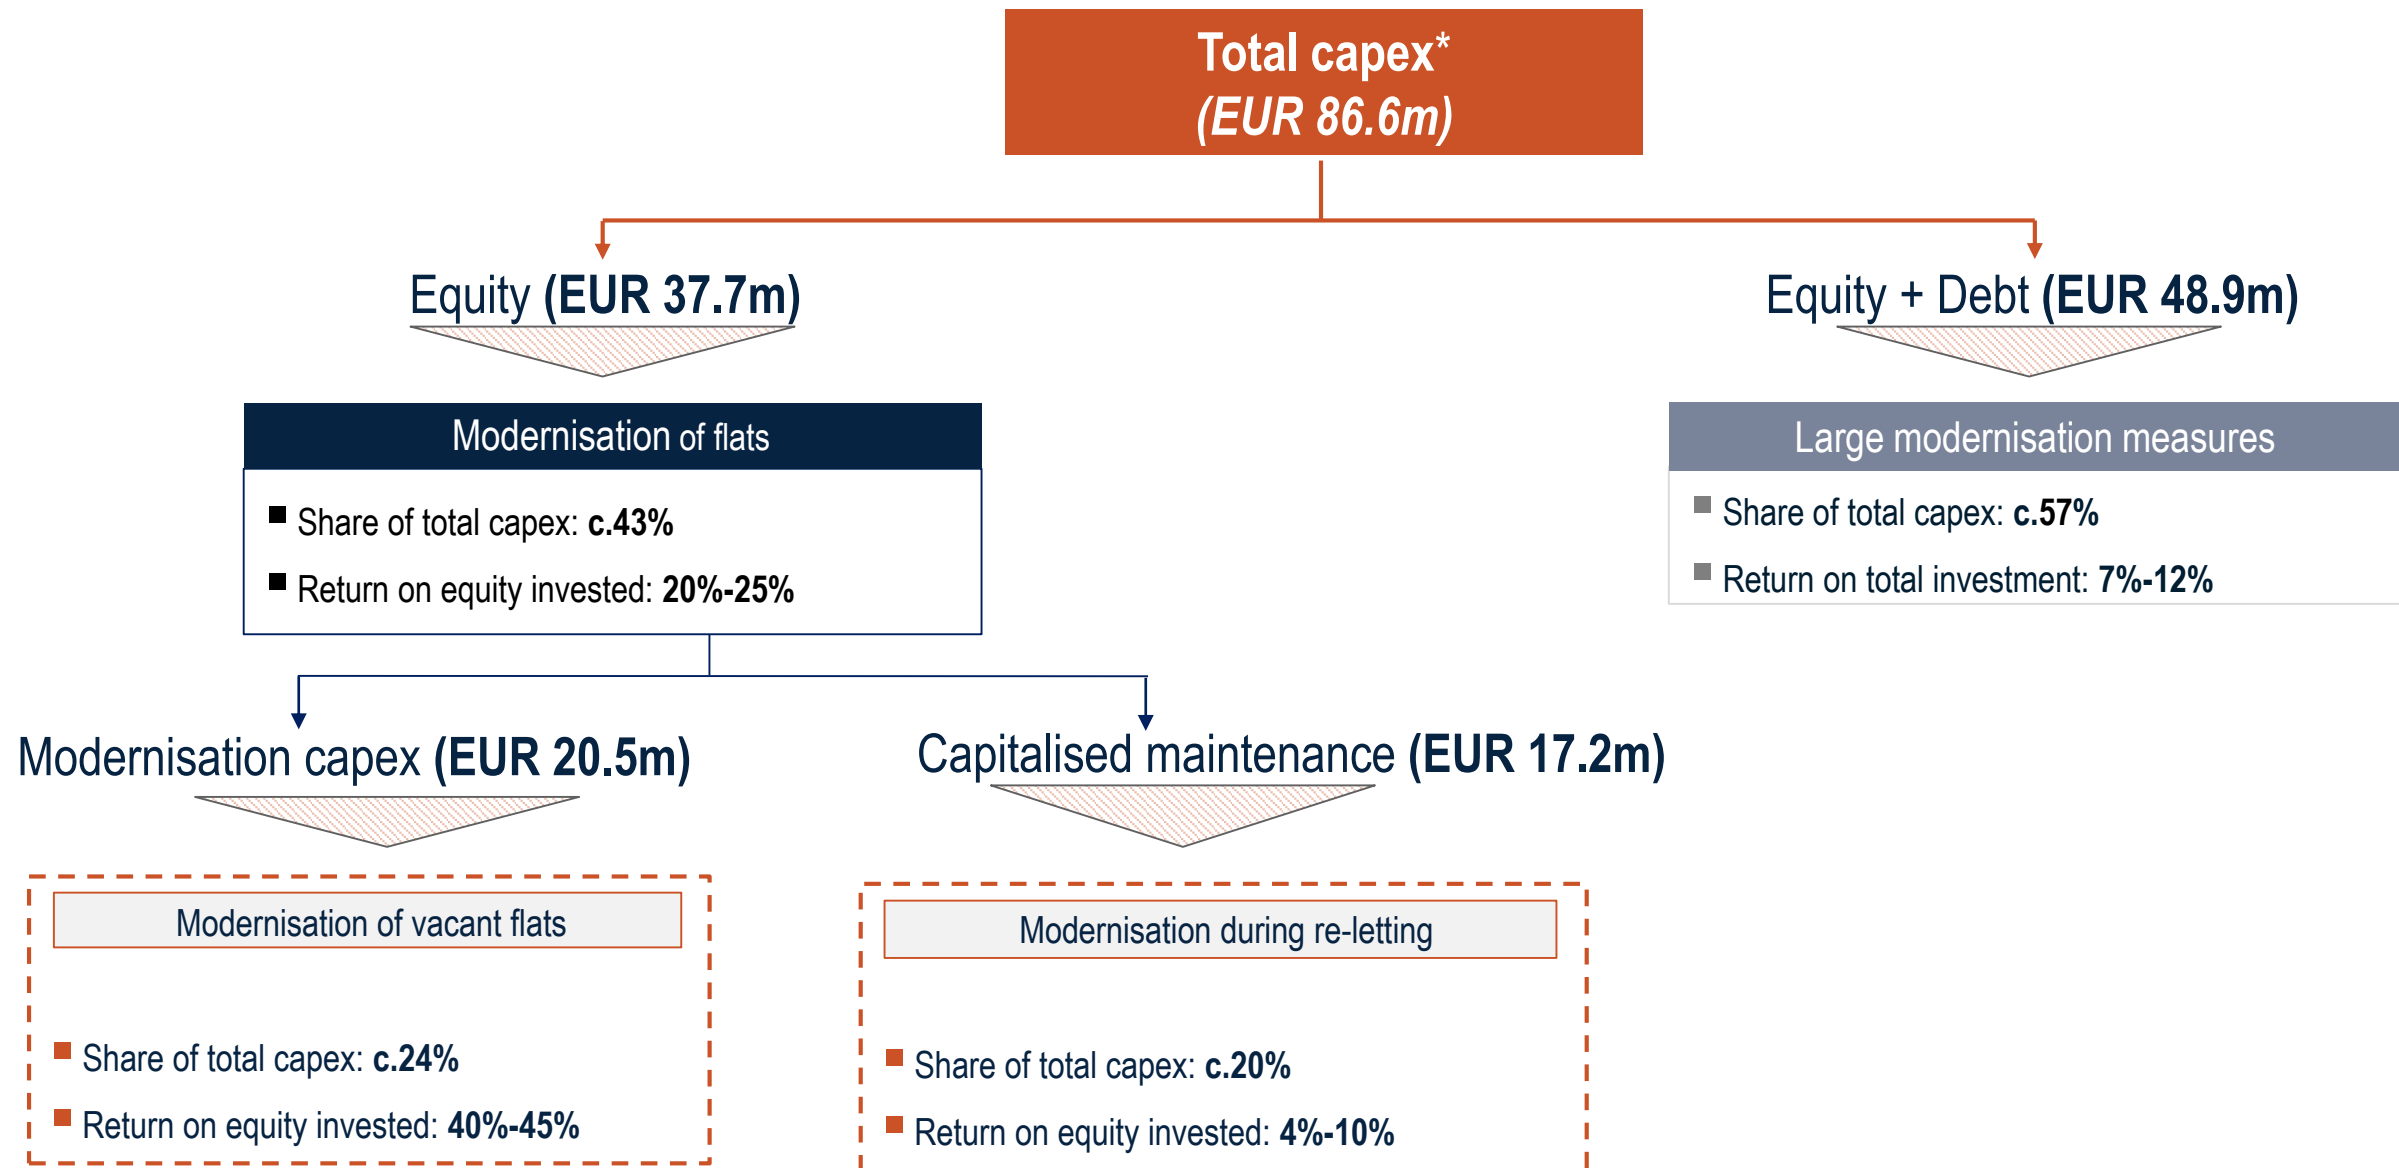 Total capex*
(EUR 86.6m)
Equity (EUR 37.7m)
Equity + Debt (EUR 48.9m)
Modernisation of flats
Share of total capex: c.43%
Return on equity invested: 20%-25%
Large modernisation measures
Share of total capex: c.57%
Return on total investment: 7%-12%
Modernisation capex (EUR 20.5m)
Capitalised maintenance (EUR 17.2m)
Modernisation of vacant flats
Share of total capex: c.24%
Return on equity invested: 40%-45%
Modernisation during re-letting
Share of total capex: c.20%
Return on equity invested: 4%-10%